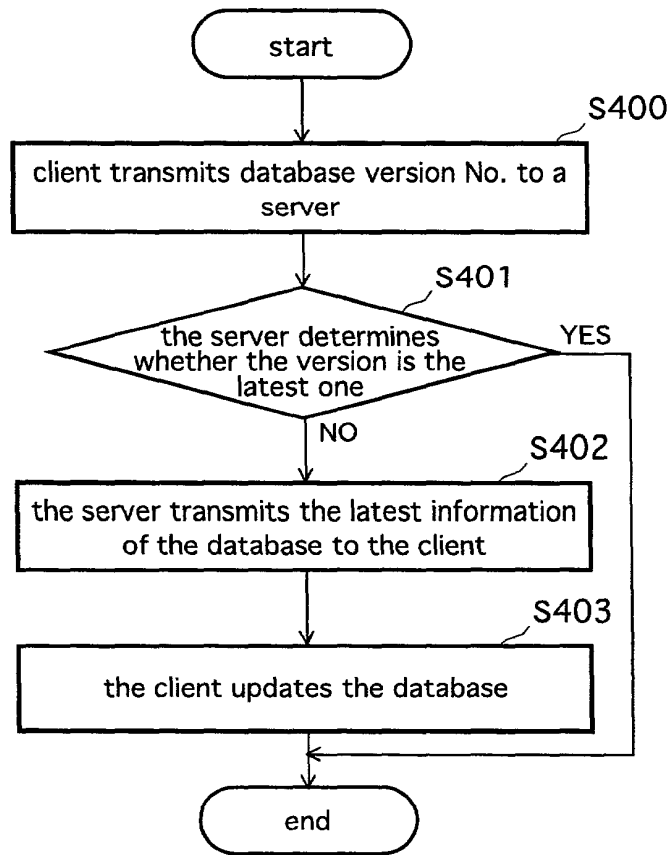 start
S400
client transmits database version No. to a
server
S401
the server determines
whether the version is the
latest one
YES
NO
S402
the server transmits the latest information
of the database to the client
S403
the client updates the database
end